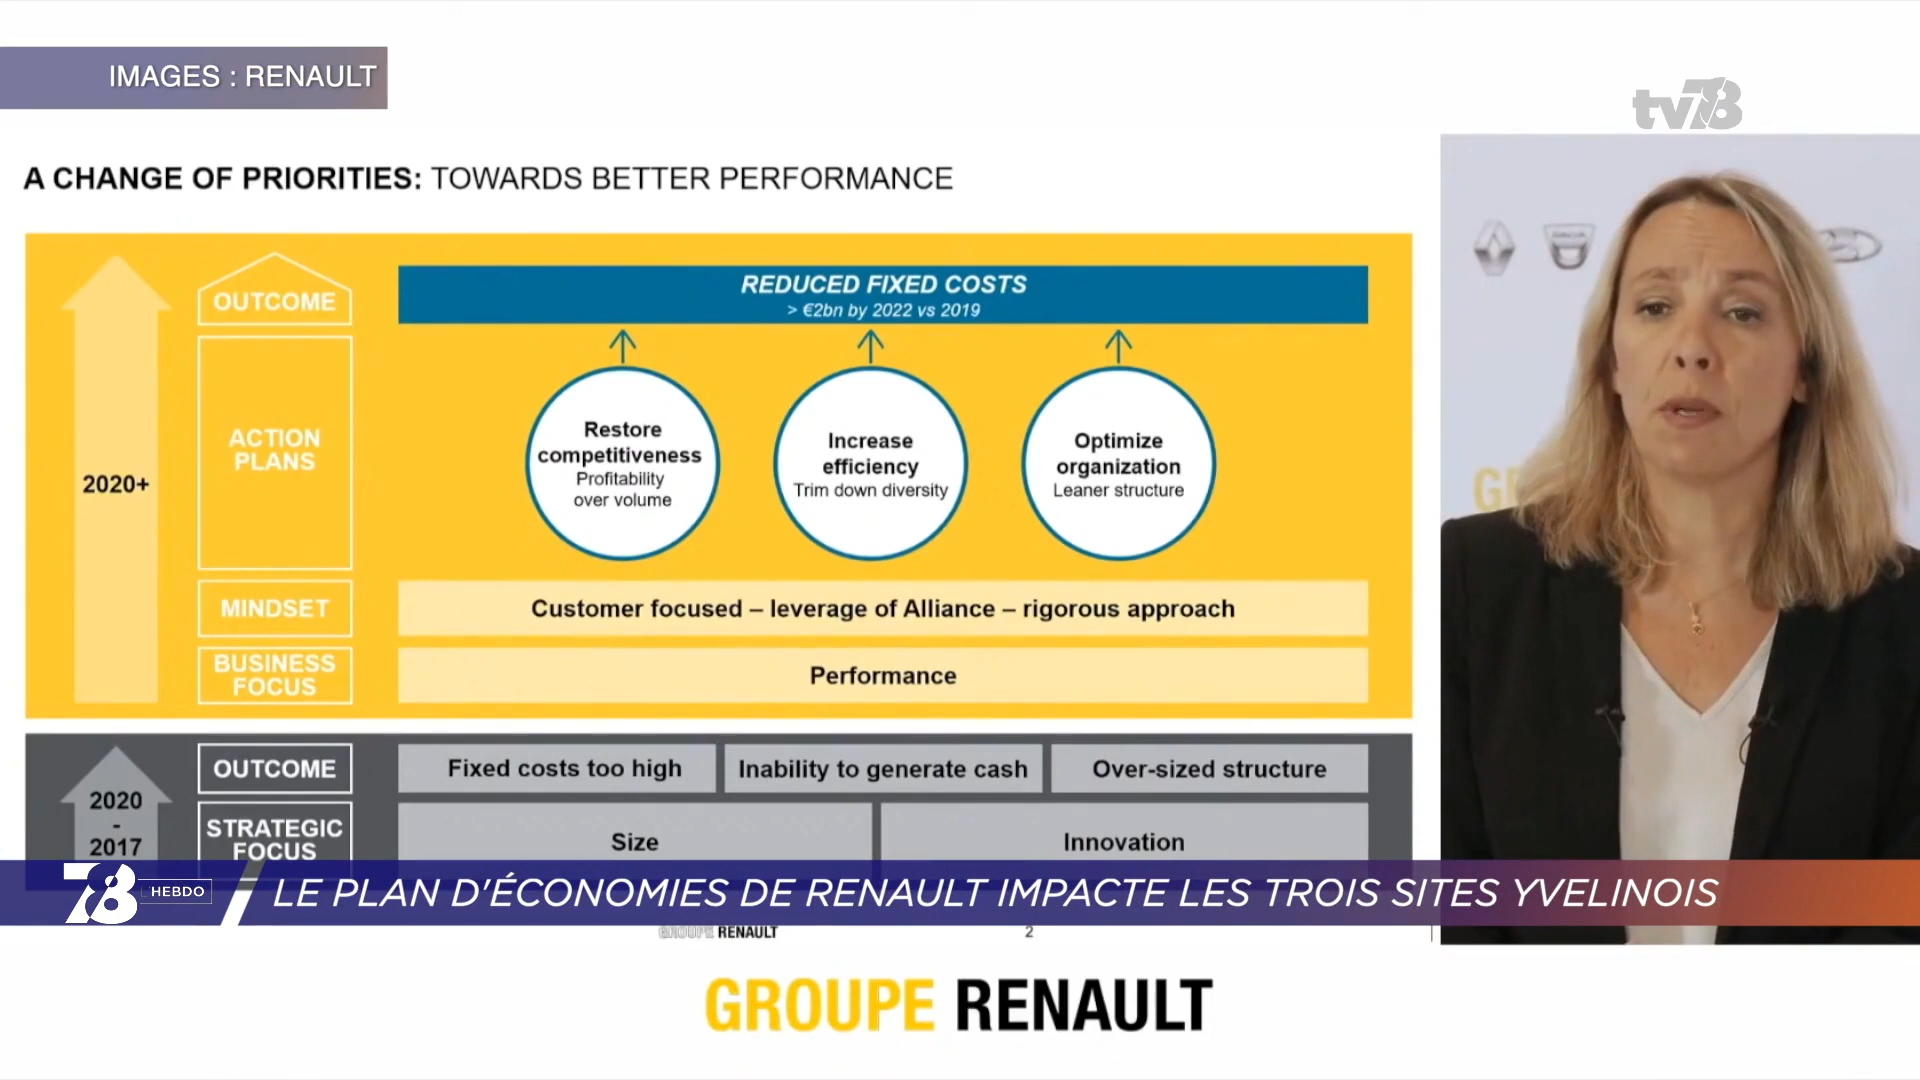 IMAGES : RENAULT
tv78
A CHANGE OF PRIORITIES: TOWARDS BETTER PERFORMANCE
2020+
OUTCOME
REDUCED FIXED COSTS
> €2bn by 2022 vs 2019
ACTION
PLANS
Restore
competitiveness
Profitability
over volume
Increase
efficiency
Trim down diversity
Optimize
organization
Leaner structure
MINDSET
Customer focused – leverage of Alliance – rigorous approach
BUSINESS
FOCUS
Performance
2020
-
2017
OUTCOME
Fixed costs too high
Inability to generate cash
Over-sized structure
STRATEGIC
FOCUS
Size
Innovation
78
L'HEBDO
LE PLAN D'ÉCONOMIES DE RENAULT IMPACTE LES TROIS SITES YVELINOIS
GROUPE RENAULT
2
GROUPE RENAULT